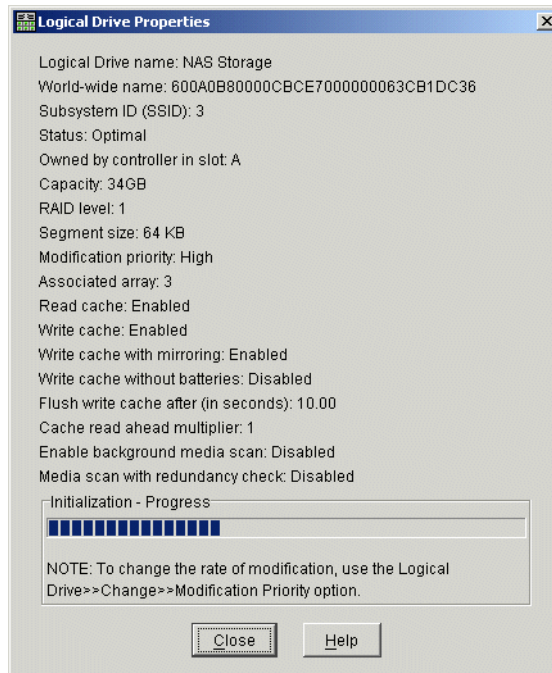 Logical Drive Properties
Logical Drive name: NAS Storage
World-wide name: 600A0B80000CBCE7000000063CB1DC36
Subsystem ID (SSID): 3
Status: Optimal
Owned by controller in slot: A
Capacity: 34GB
RAID level: 1
Segment size: 64 KB
Modification priority: High
Associated array: 3
Read cache: Enabled
Write cache: Enabled
Write cache with mirroring: Enabled
Write cache without batteries: Disabled
Flush write cache after (in seconds): 10.00
Cache read ahead multiplier: 1
Enable background media scan: Disabled
Media scan with redundancy check: Disabled
Initialization - Progress
NOTE: To change the rate of modification, use the Logical
Drive>>Change>>Modification Priority option.
Close Help